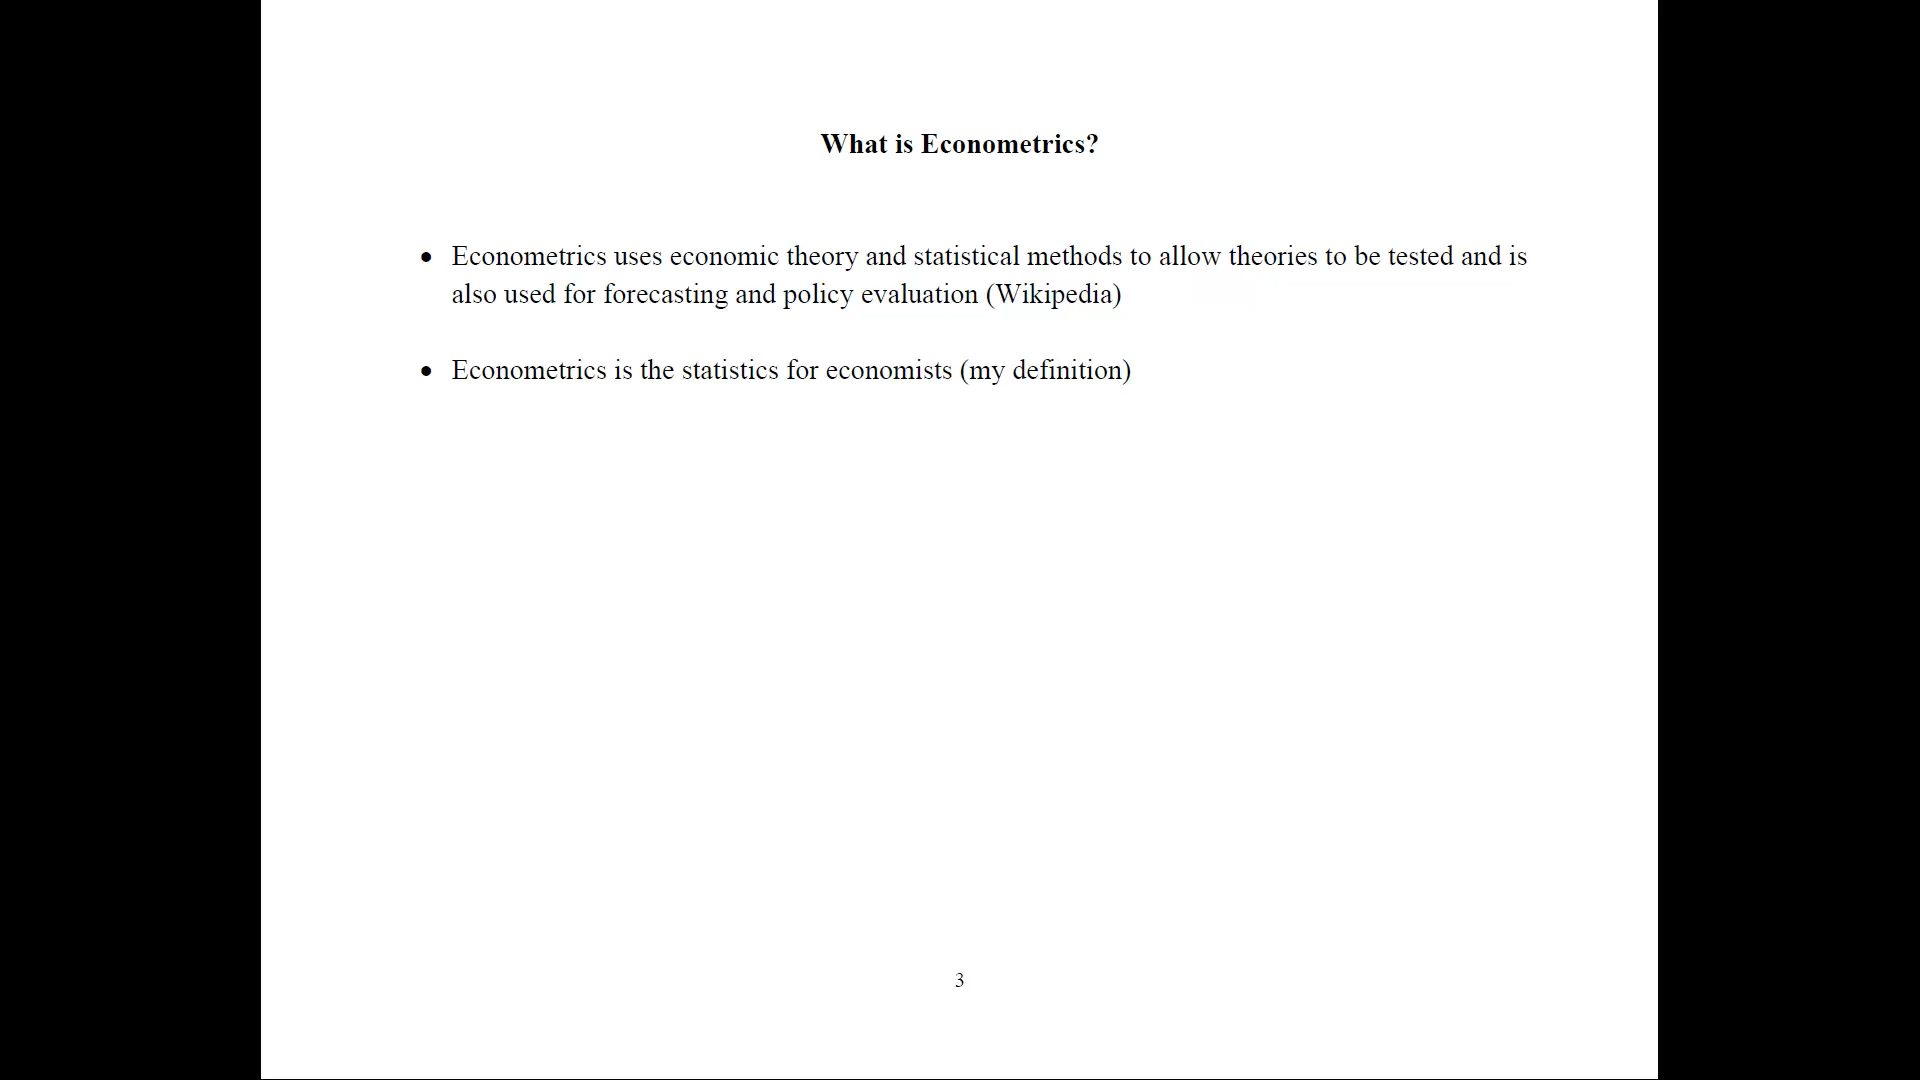 What is Econometrics?
• Econometrics uses economic theory and statistical methods to allow theories to be tested and is
also used for forecasting and policy evaluation (Wikipedia)
• Econometrics is the statistics for economists (my definition)
3